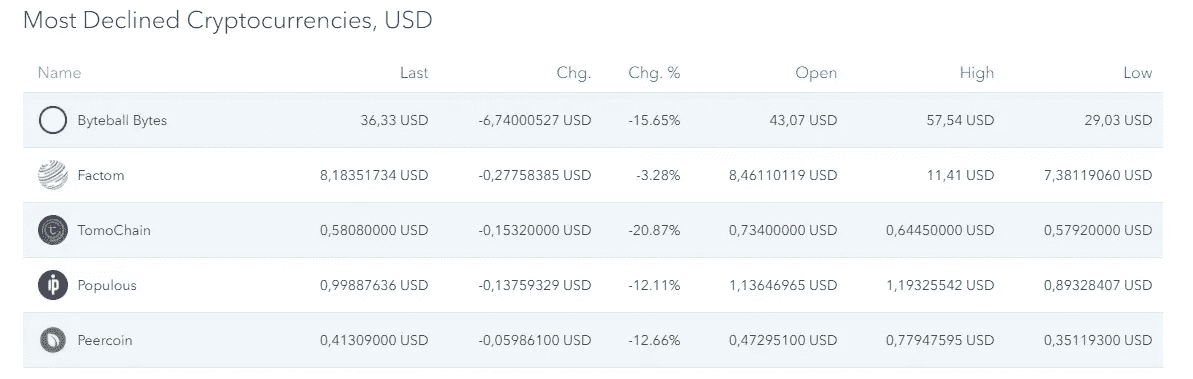 Most Declined Cryptocurrencies, USD
Name Last Chg. Chg. % Open High Low
Byteball Bytes 36,33 USD -6,74000527 USD -15.65% 43,07 USD 57,54 USD 29,03 USD
Factom 8,18351734 USD -0,27758385 USD -3.28% 8,46110119 USD 11,41 USD 7,38119060 USD
TomoChain 0,58080000 USD -0,15320000 USD -20.87% 0,73400000 USD 0,64450000 USD 0,57920000 USD
Populous 0,99887636 USD -0,13759329 USD -12.11% 1,13646965 USD 1,19325542 USD 0,89328407 USD
Peercoin 0,41309000 USD -0,05986100 USD -12.66% 0,47295100 USD 0,77947595 USD 0,35119300 USD